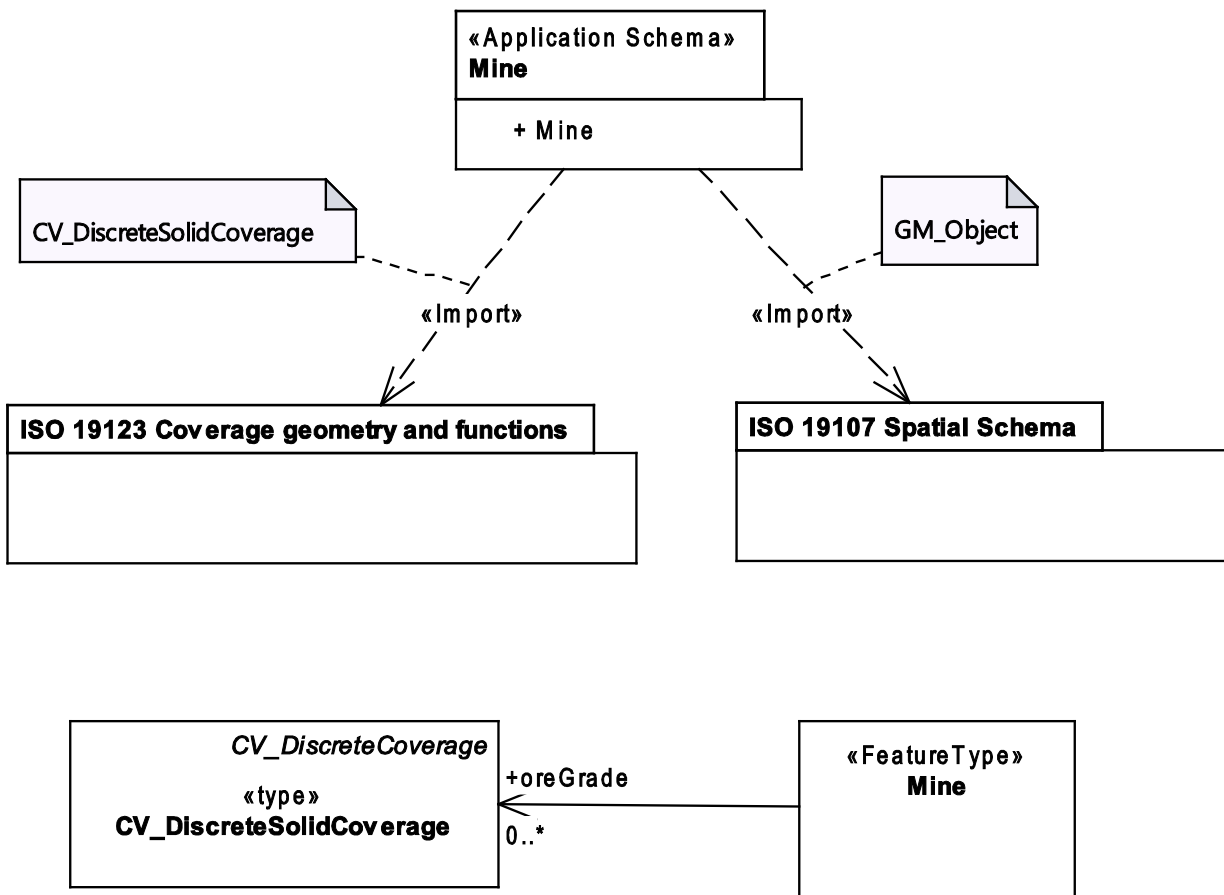 «Application Schema»
Mine
+ Mine
CV_DiscreteSolidCoverage
GM_Object
«Import»
«Import»
ISO 19123 Coverage geometry and functions
ISO 19107 Spatial Schema
CV_DiscreteCoverage
«type»
CV_DiscreteSolidCoverage
+oreGrade
0..*
«FeatureType»
Mine